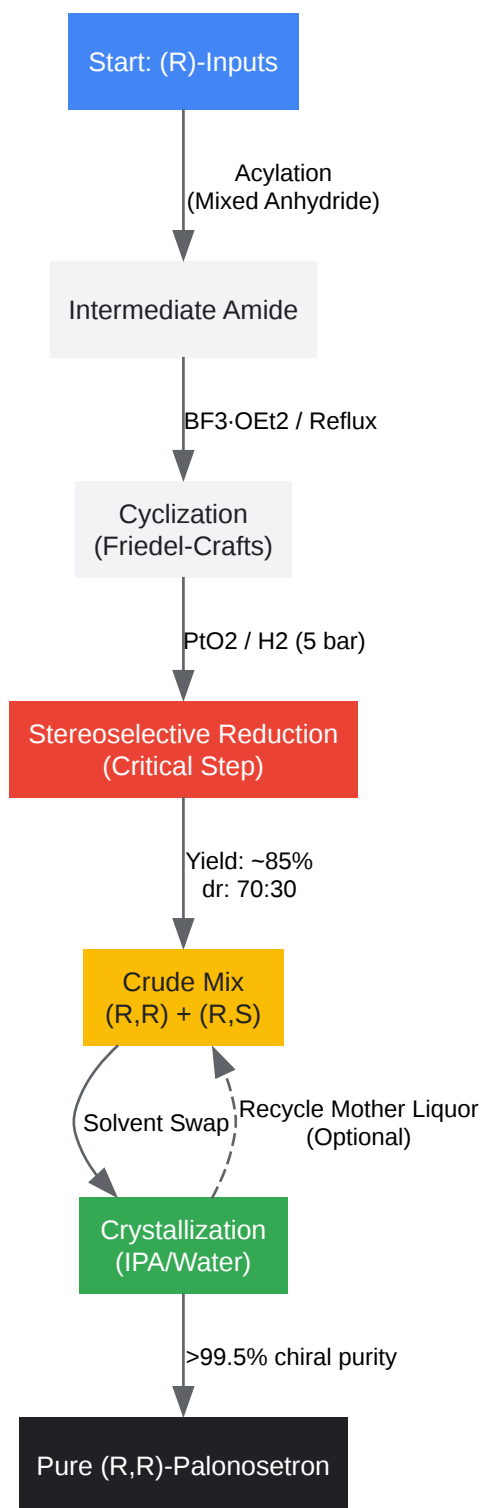 Start: (R)-Inputs
Acylation
(Mixed Anhydride)
Intermediate Amide
BF3·OEt2 / Reflux
Cyclization
(Friedel-Crafts)
PtO2 / H2 (5 bar)
Stereoselective Reduction
(Critical Step)
Yield: ~85%
dr: 70:30
Crude Mix
(R,R) + (R,S)
Solvent Swap
Recycle Mother Liquor
(Optional)
Crystallization
(IPA/Water)
>99.5% chiral purity
Pure (R,R)-Palonosetron